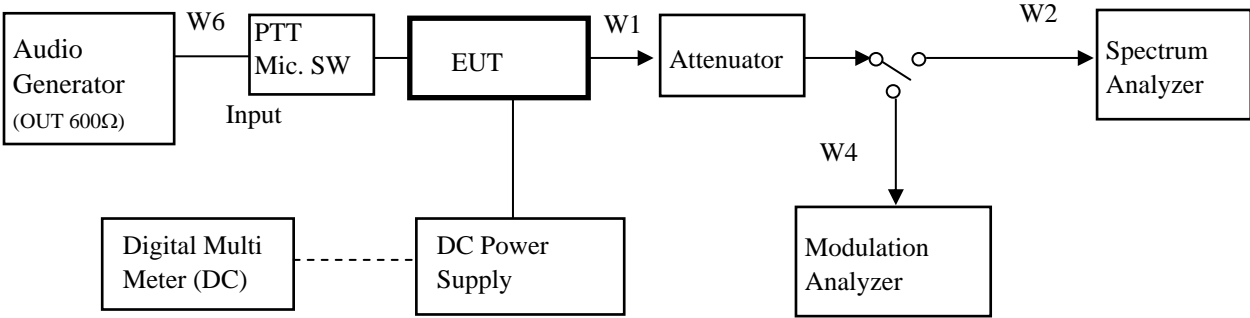 W6
W1
W2
Audio
Generator
(OUT 600Ω)
PTT
Mic. SW
Input
EUT
Attenuator
Spectrum
Analyzer
W4
Digital Multi
Meter (DC)
DC Power
Supply
Modulation
Analyzer